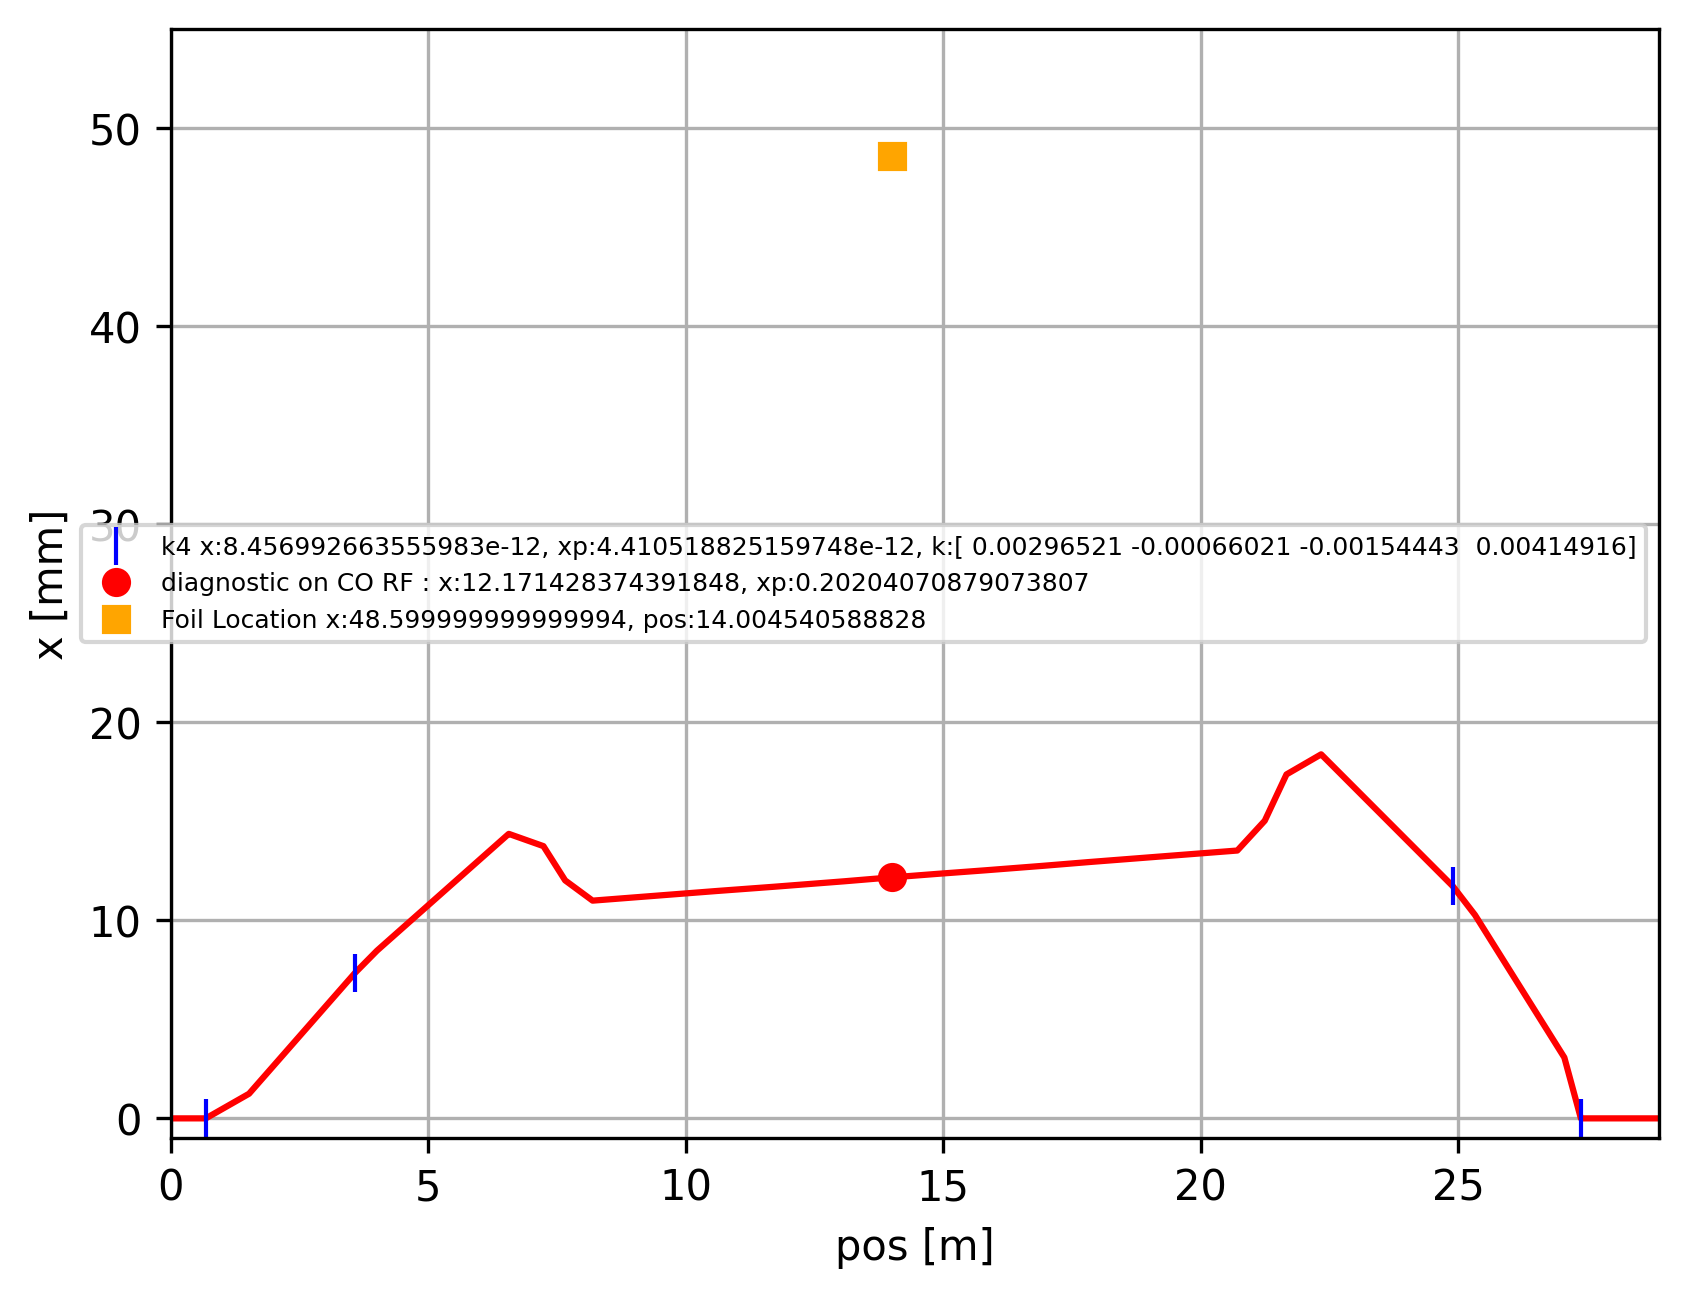 50
40
30
20
10
0
x [mm]
k4 x:8.456992663555983e-12, xp:4.410518825159748e-12, k:[ 0.00296521 -0.00066021 -0.00154443  0.00414916]
diagnostic on CO RF : x:12.171428374391848, xp:0.20204070879073807
Foil Location x:48.599999999999994, pos:14.004540588828
0 5 10 15 20 25
pos [m]